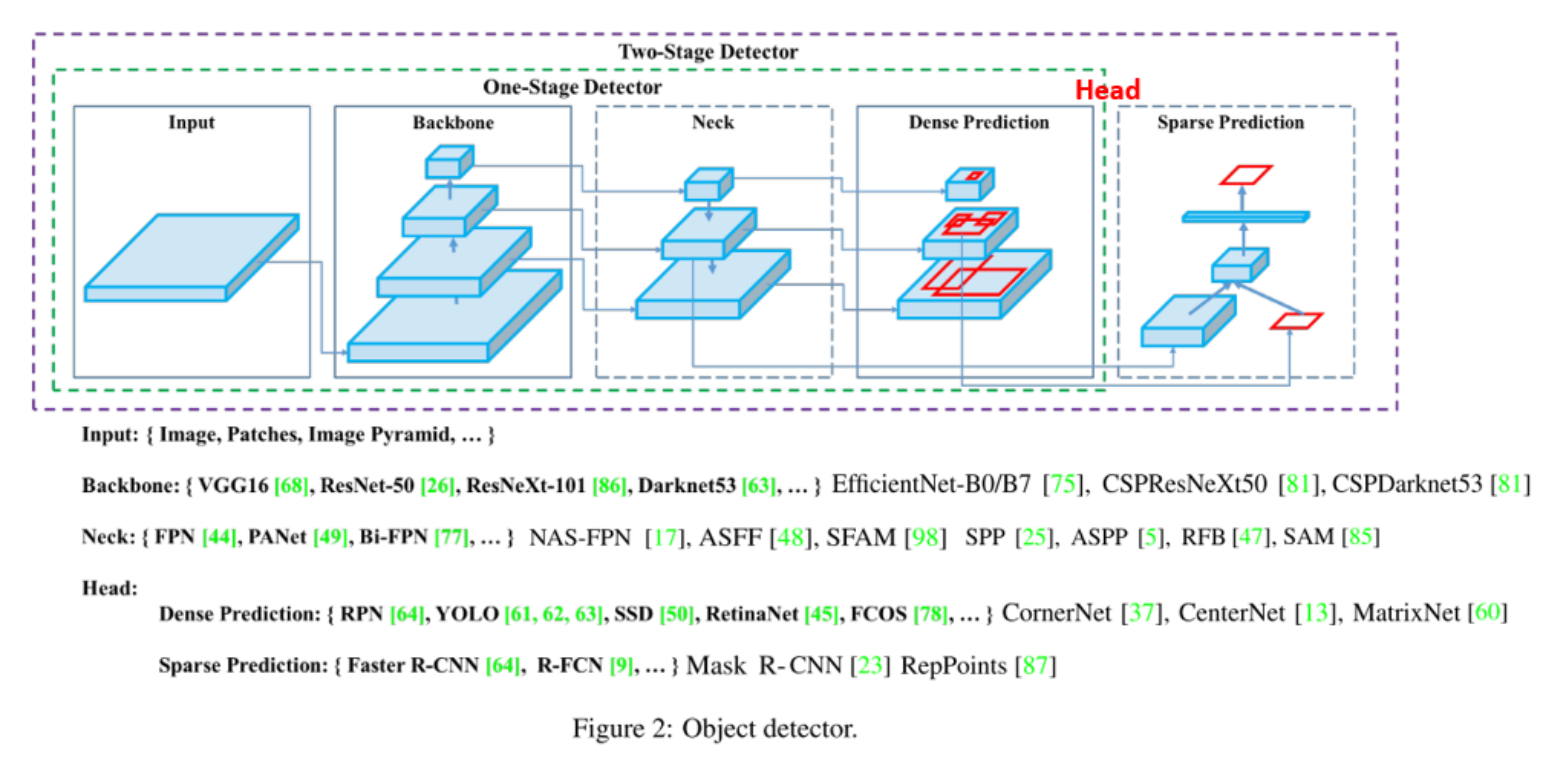 Two-Stage Detector
One-Stage Detector
Head
Input
Backbone
Neck
Dense Prediction
Sparse Prediction
Input: { Image, Patches, Image Pyramid, … }
Backbone: { VGG16 [68], ResNet-50 [26], ResNeXt-101 [86], Darknet53 [63], … } EfficientNet-B0/B7 [75], CSPResNeXt50 [81], CSPDarknet53 [81]
Neck: { FPN [44], PANet [49], Bi-FPN [77], … } NAS-FPN [17], ASFF [48], SFAM [98] SPP [25], ASPP [5], RFB [47], SAM [85]
Head:
Dense Prediction: { RPN [64], YOLO [61, 62, 63], SSD [50], RetinaNet [45], FCOS [78], … } CornerNet [37], CenterNet [13], MatrixNet [60]
Sparse Prediction: { Faster R-CNN [64], R-FCN [9], … } Mask R-CNN [23] RepPoints [87]
Figure 2: Object detector.